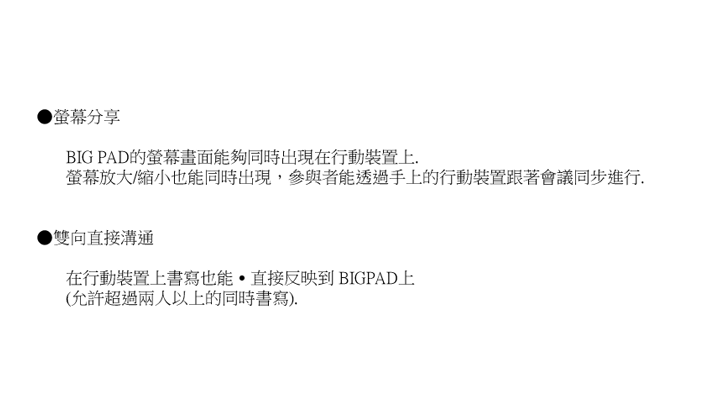 ●螢幕分享
BIG PAD的螢幕畫面能夠同時出現在行動裝置上.
螢幕放大/縮小也能同時出現，參與者能透過手上的行動裝置跟著會議同步進行.
●雙向直接溝通
在行動裝置上書寫也能•直接反映到 BIGPAD上
(允許超過兩人以上的同時書寫).